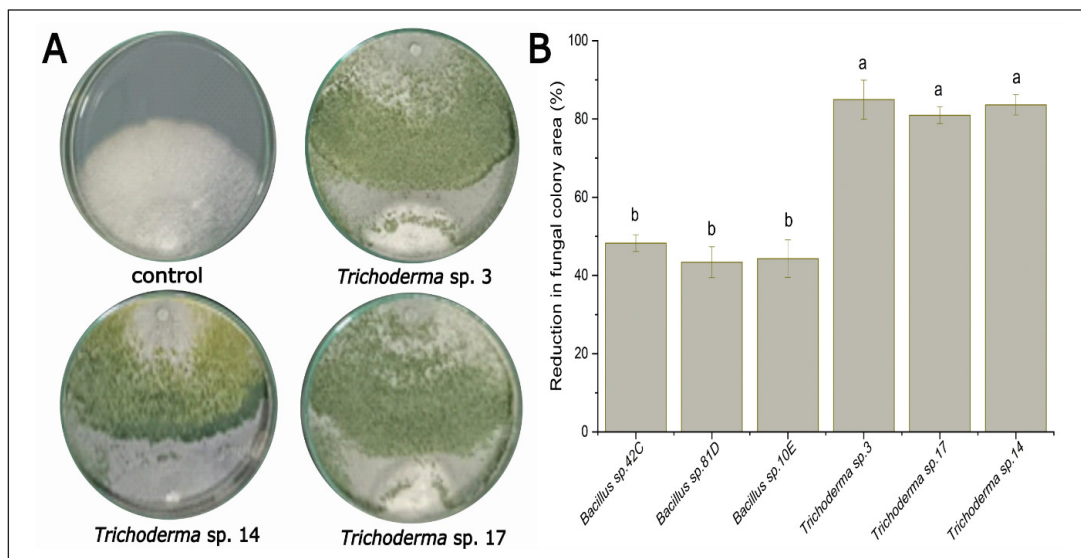 A
control
Trichoderma sp. 3
Trichoderma sp. 14
Trichoderma sp. 17
B
Reduction in fungal colony area (%)
100
80
60
40
20
0
b
b
b
a
a
a
Bacillus sp.42C
Bacillus sp.81D
Bacillus sp.10E
Trichoderma sp.3
Trichoderma sp.17
Trichoderma sp.14